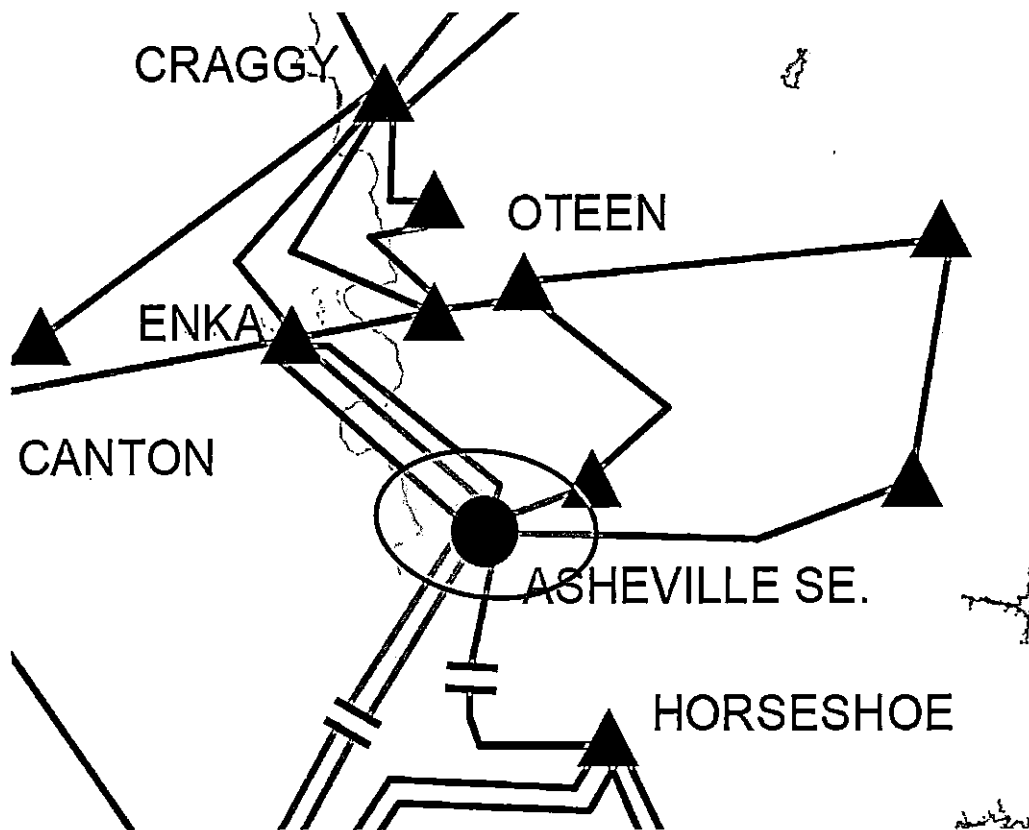 CRAGGY
OTEEN
ENKA
CANTON
ASHEVILLE SE.
HORSESHOE